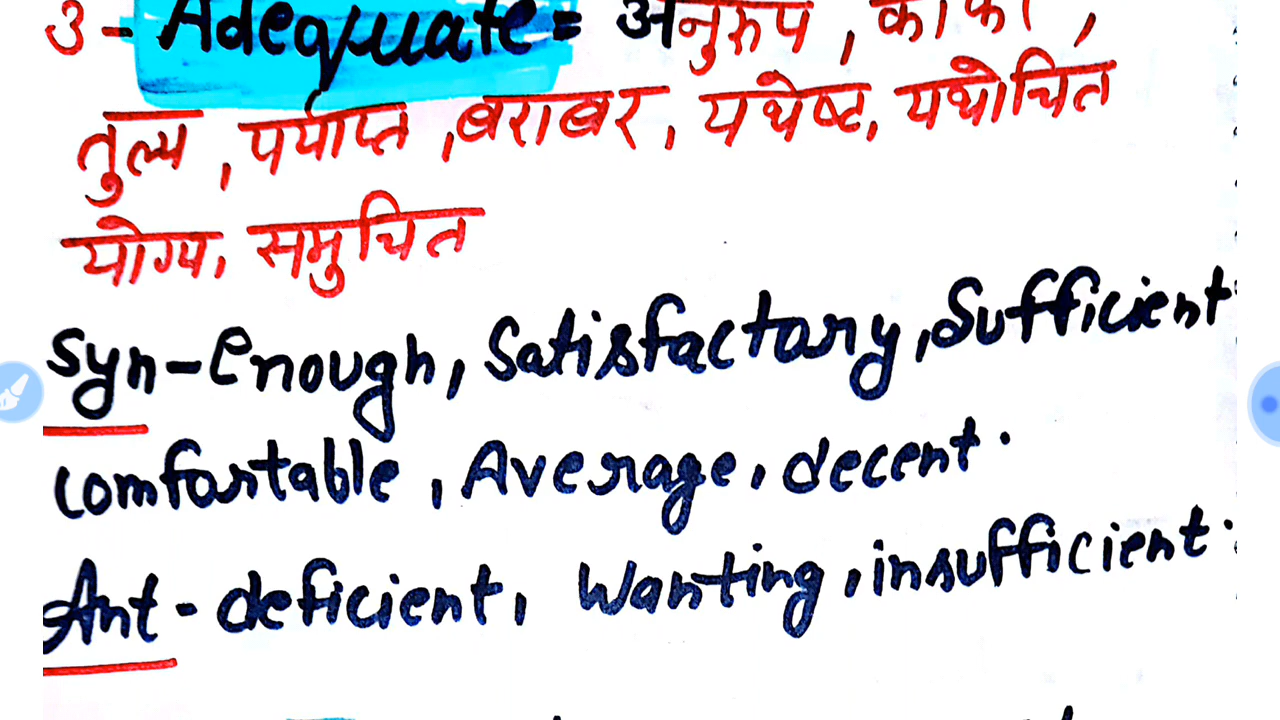 3- Adequate = अनुरुप, काफी,
तुल्य, पर्याप्त, बराबर, यथेष्ट, यथोचित
योग्य, समुचित
Syn-Enough, Satisfactory, Sufficient
Comfortable, Average, decent.
Ant-deficient, Wanting, insufficient.